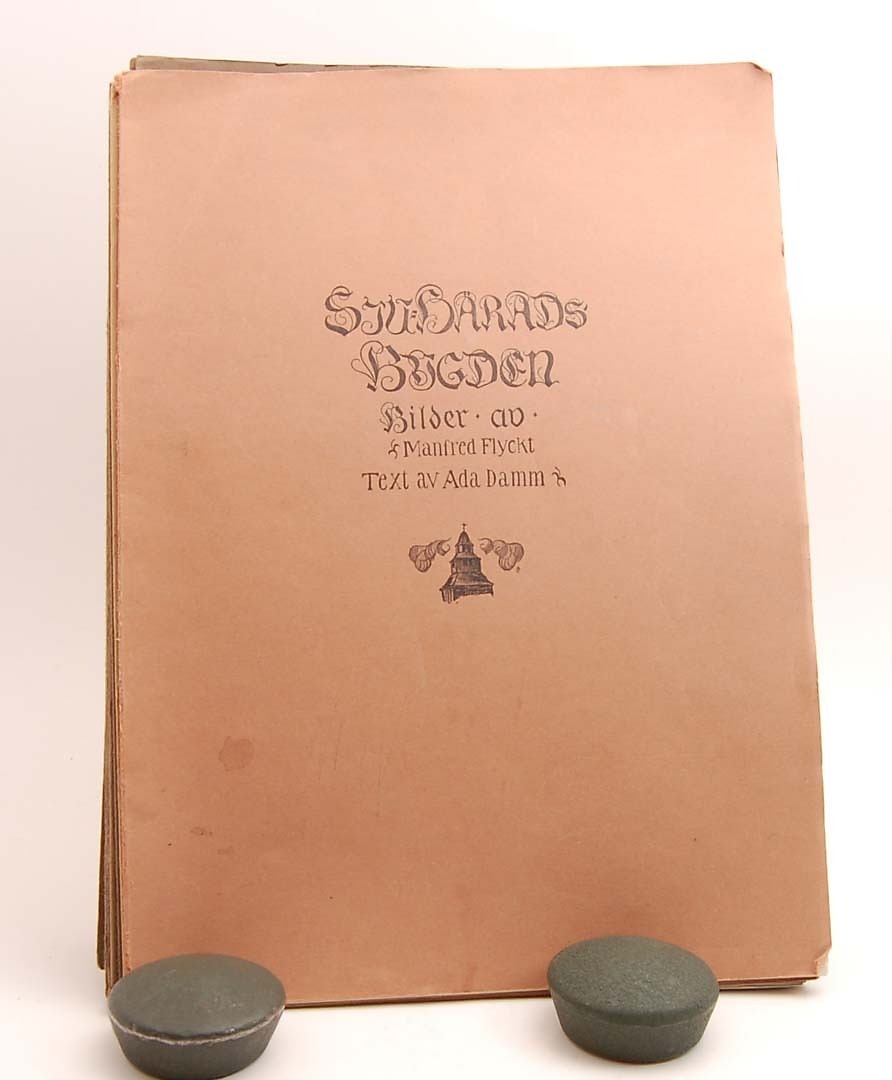 SJU-HÄRADS
BYGDEN
Bilder · av ·
Manfred Flyckt
Text av Ada Damm